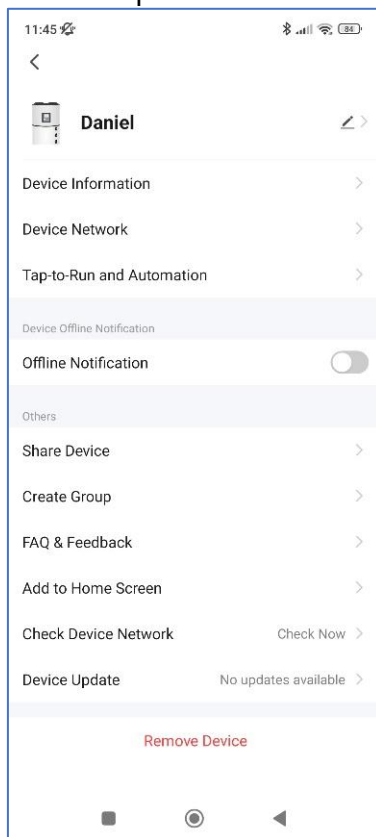 11:45 84
Daniel
Device Information
Device Network
Tap-to-Run and Automation
Device Offline Notification
Offline Notification
Others
Share Device
Create Group
FAQ & Feedback
Add to Home Screen
Check Device Network Check Now
Device Update No updates available
Remove Device